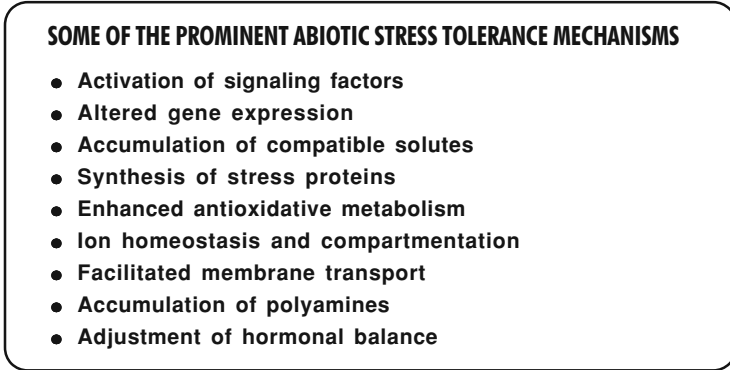 SOME OF THE PROMINENT ABIOTIC STRESS TOLERANCE MECHANISMS
● Activation of signaling factors
● Altered gene expression
● Accumulation of compatible solutes
● Synthesis of stress proteins
● Enhanced antioxidative metabolism
● Ion homeostasis and compartmentation
● Facilitated membrane transport
● Accumulation of polyamines
● Adjustment of hormonal balance